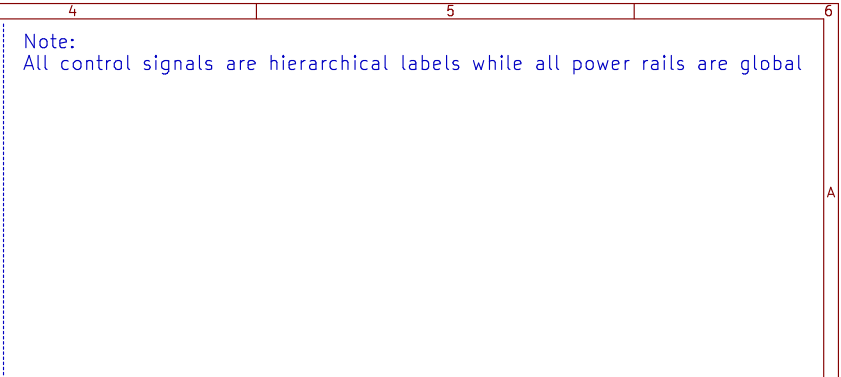 4 5 6
Note:
All control signals are hierarchical labels while all power rails are global
A